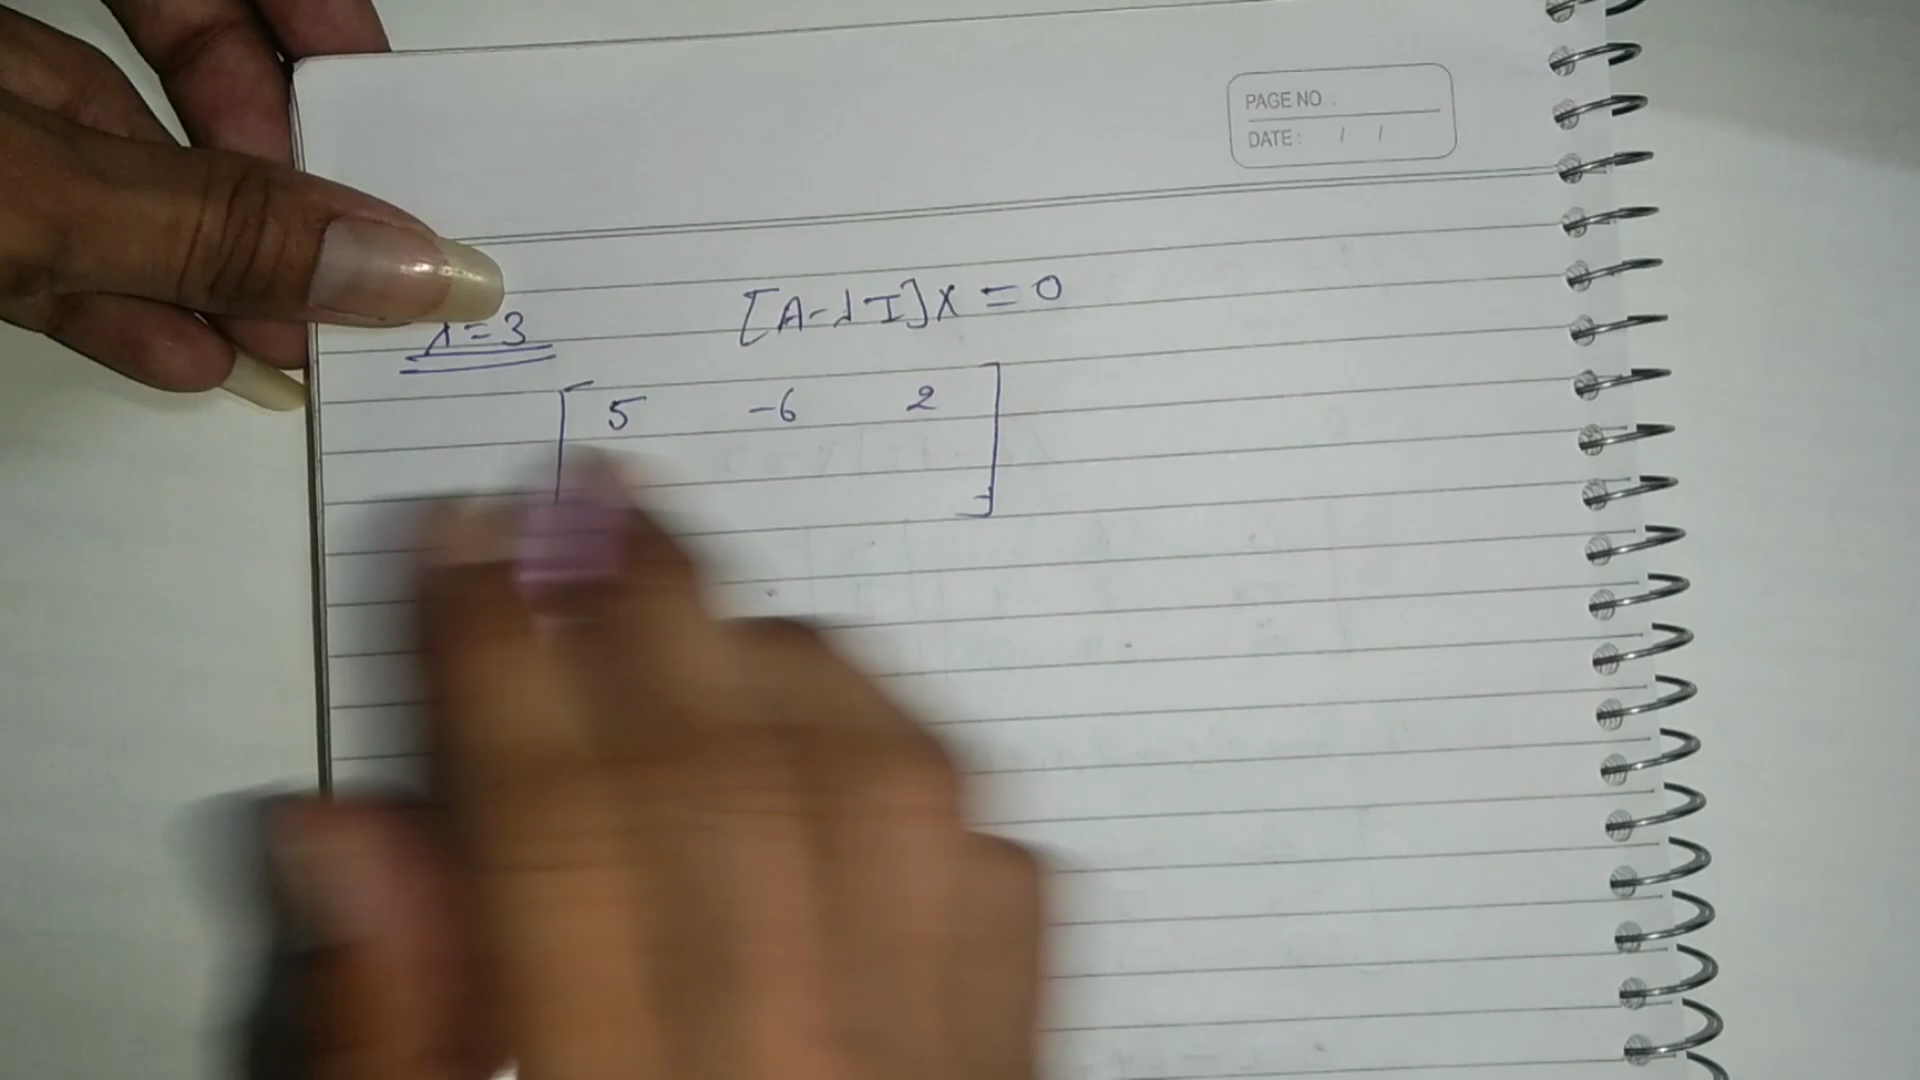 PAGE NO. :
DATE : / /
[A-λI]X = 0
λ=3
5 -6 2